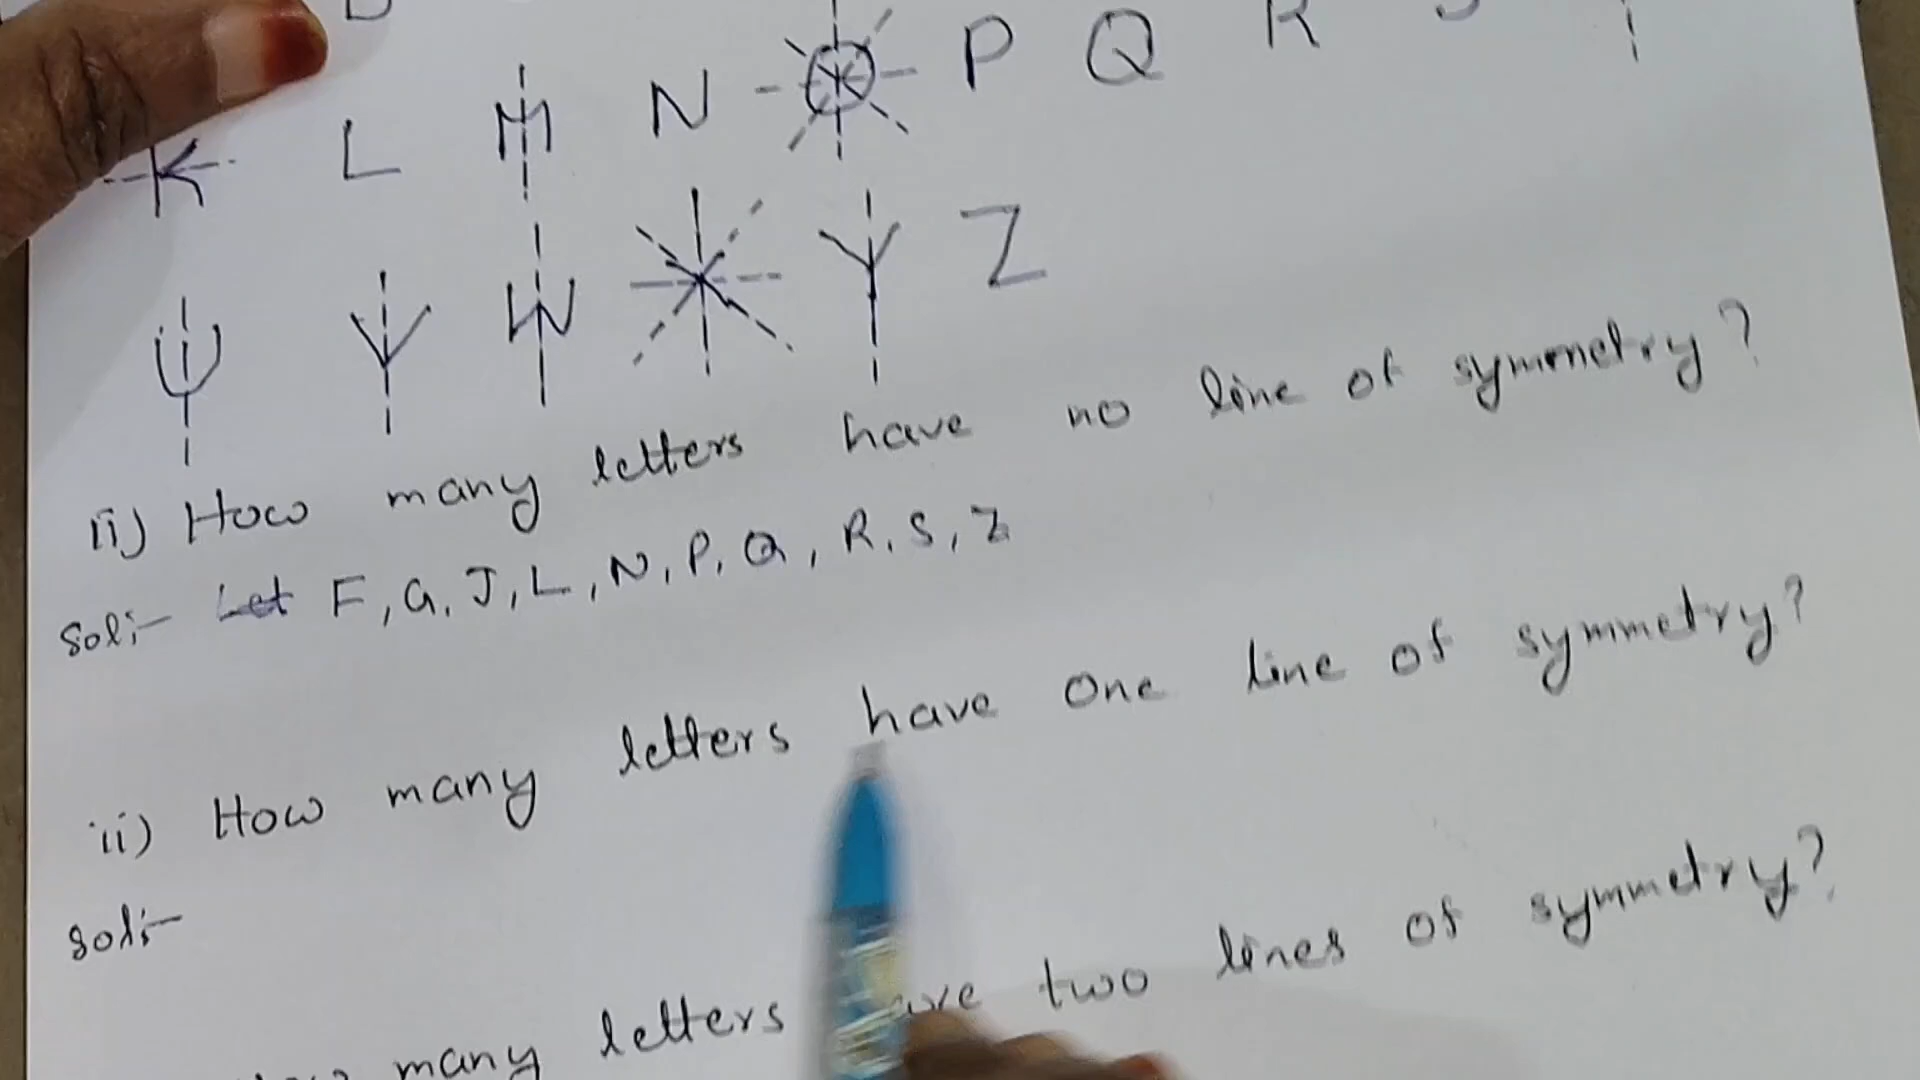 K L M N O P Q R
U V W X Y Z
ii) How many letters have no line of symmetry?
Sol:- Let F, G, J, L, N, P, Q, R, S, Z
ii) How many letters have one line of symmetry?
Sol:-
many letters two lines of symmetry?